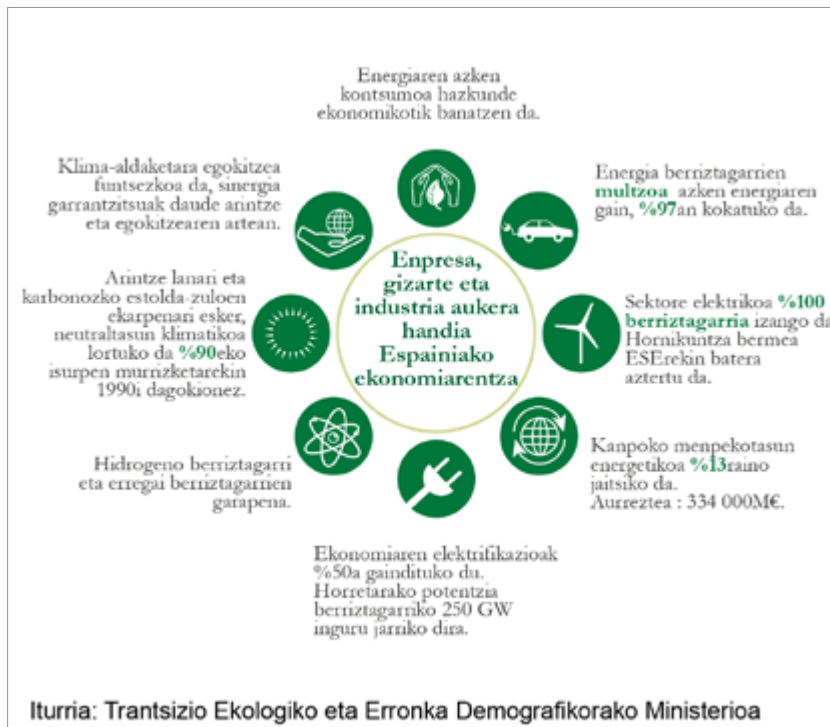 Energiaren azken
kontsumoa hazkunde
ekonomikotik banatzen da.
Klima-aldaketara egokitzea
funtsezkoa da, sinergia
garrantzitsuak daude arintze
eta egokitzearen artean.
Energia berriztagarrien
multzoa azken energiaren
gain, %97an kokatuko da.
Arintze lanari eta
karbonozko estolda-zuloen
ekarpenari esker,
neutraltasun klimatikoa
lortuko da %90eko
isurpen murrizketarekin
1990i dagokionez.
Enpresa,
gizarte eta
industria aukera
handia
Espainiako
ekonomiarentza
Sektore elektrikoa %100
berriztagarria izango da
Hornikuntza bermea
ESErekin batera
aztertu da.
Hidrogeno berriztagarri
eta erregai berriztagarrien
garapena.
Kanpoko menpekotasun
energetikoa %13raino
jaitsiko da.
Aurreztea : 334 000M€.
Ekonomiaren elektrifikazioak
%50a gaindituko du.
Horretarako potentzia
berriztagarriko 250 GW
inguru jarriko dira.
Iturria: Trantsizio Ekologiko eta Erronka Demografikorako Ministerioa